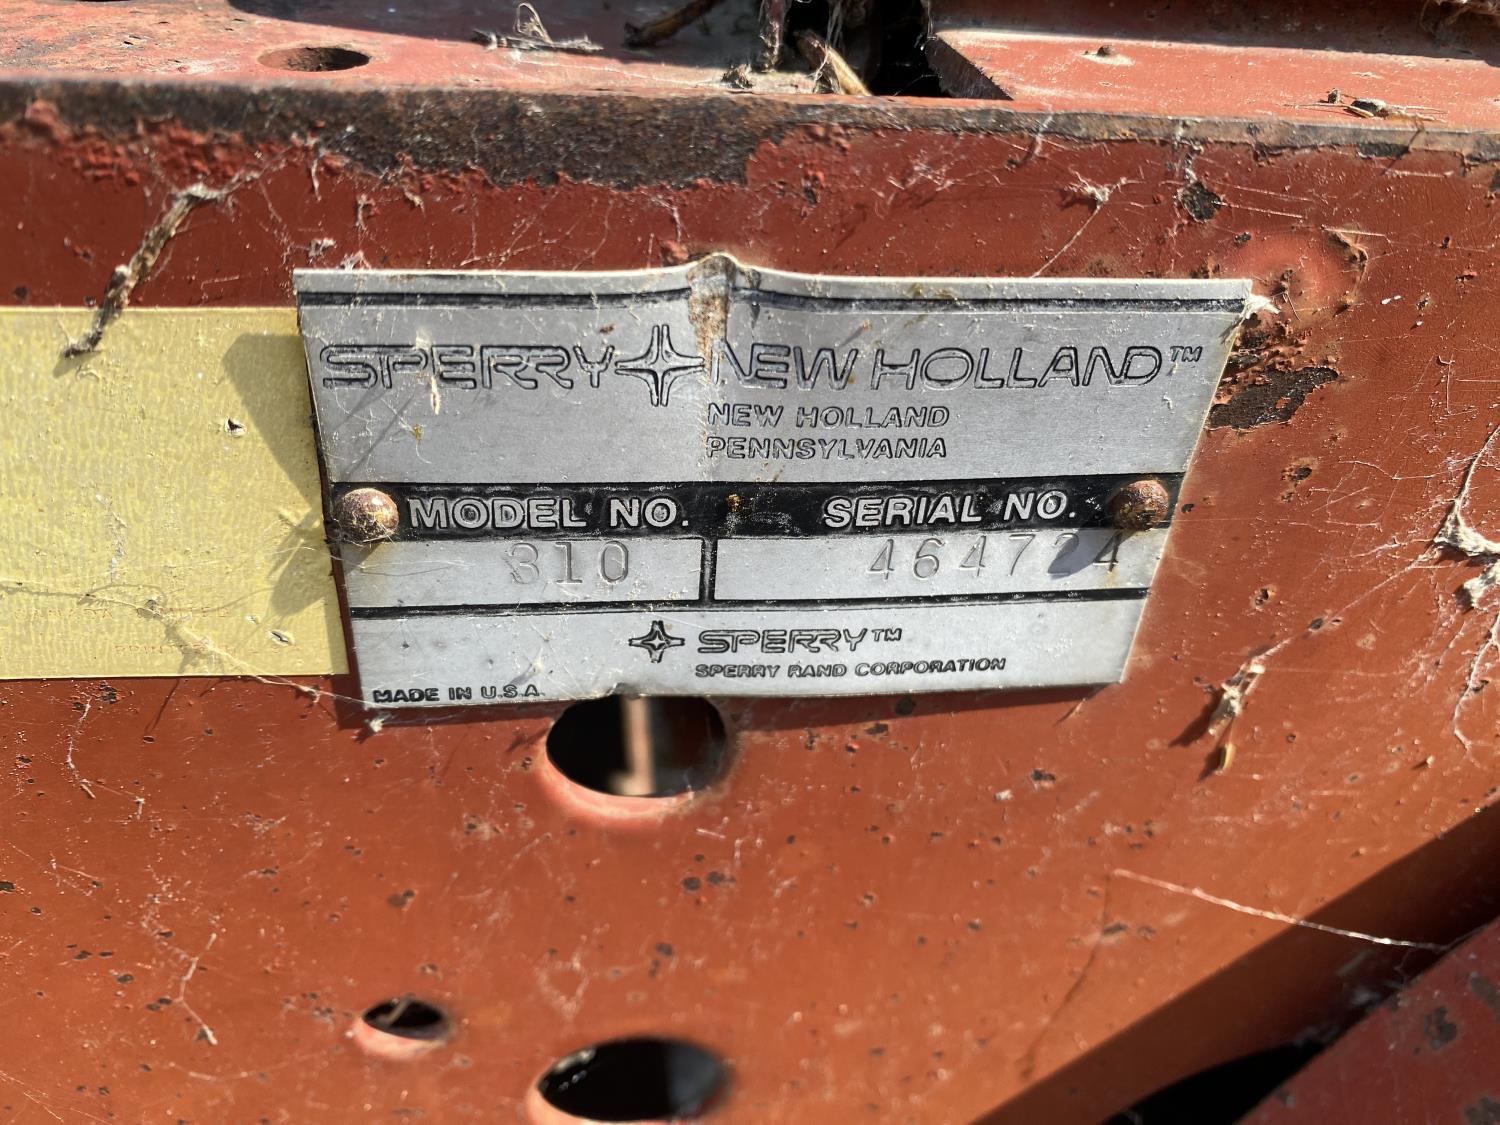 SPERRY NEW HOLLAND™
NEW HOLLAND
PENNSYLVANIA
MODEL NO. SERIAL NO.
310 464724
SPERRY™
SPERRY RAND CORPORATION
MADE IN U.S.A.